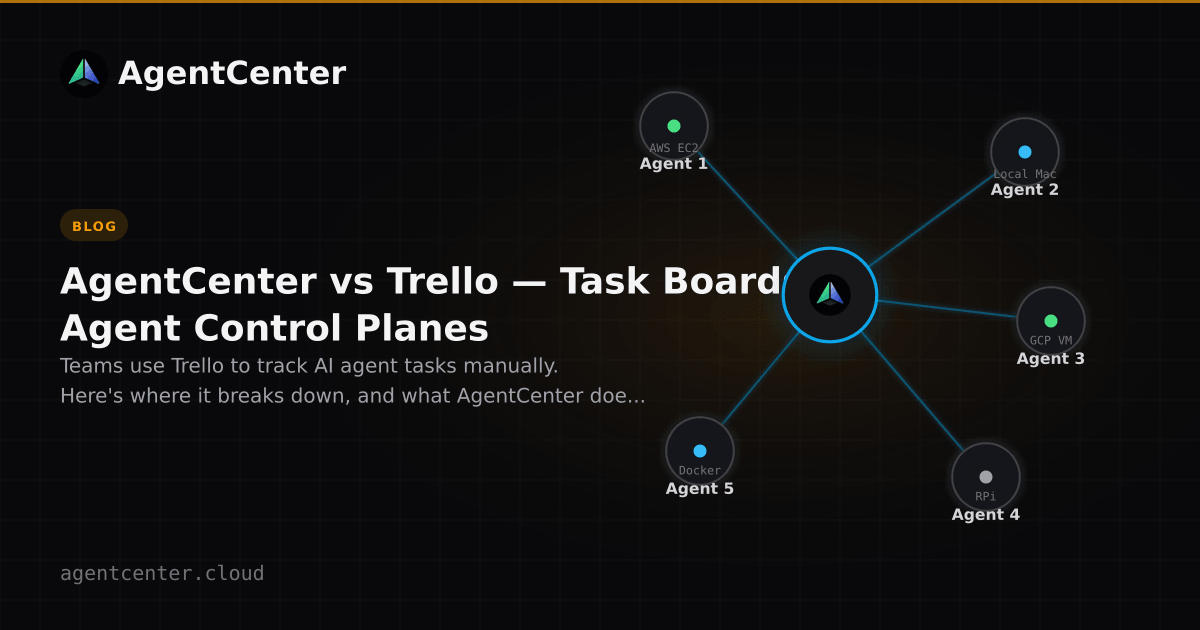 AgentCenter
BLOG
AgentCenter vs Trello — Task Board
Agent Control Planes
Teams use Trello to track AI agent tasks manually.
Here's where it breaks down, and what AgentCenter doe...
agentcenter.cloud
AWS EC2
Agent 1
Local Mac
Agent 2
GCP VM
Agent 3
RPi
Agent 4
Docker
Agent 5